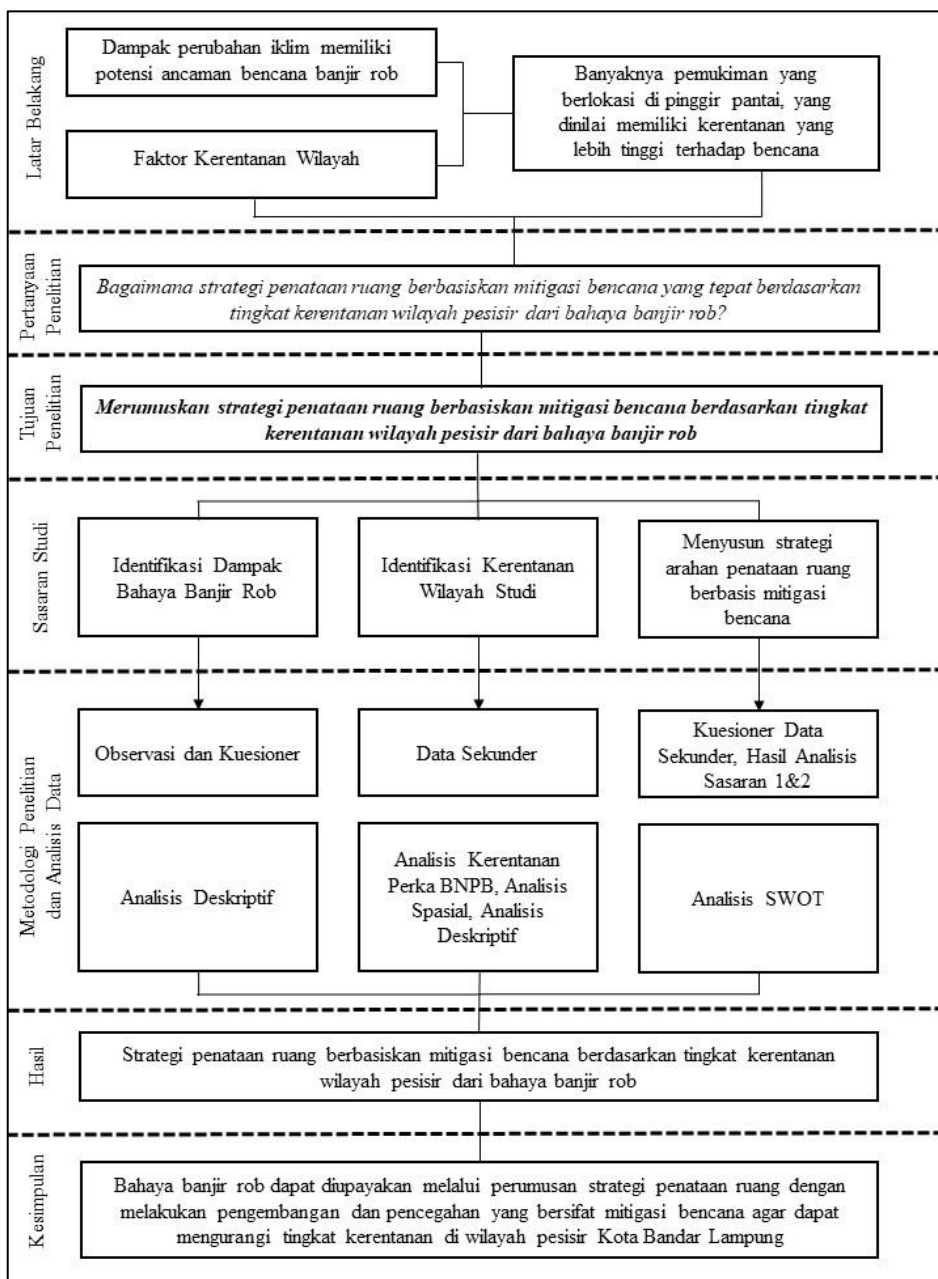 Latar Belakang
Dampak perubahan iklim memiliki
potensi ancaman bencana banjir rob
Faktor Kerentanan Wilayah
Banyaknya pemukiman yang
berlokasi di pinggir pantai, yang
dinilai memiliki kerentanan yang
lebih tinggi terhadap bencana
Pertanyaan
Penelitian
Bagaimana strategi penataan ruang berbasiskan mitigasi bencana yang tepat berdasarkan
tingkat kerentanan wilayah pesisir dari bahaya banjir rob?
Tujuan
Penelitian
Merumuskan strategi penataan ruang berbasiskan mitigasi bencana berdasarkan tingkat
kerentanan wilayah pesisir dari bahaya banjir rob
Sasaran Studi
Identifikasi Dampak
Bahaya Banjir Rob
Identifikasi Kerentanan
Wilayah Studi
Menyusun strategi
arahan penataan ruang
berbasis mitigasi
bencana
Metodologi Penelitian
dan Analisis Data
Observasi dan Kuesioner
Data Sekunder
Kuesioner Data
Sekunder, Hasil Analisis
Sasaran 1&2
Analisis Deskriptif
Analisis Kerentanan
Perka BNPB, Analisis
Spasial, Analisis
Deskriptif
Analisis SWOT
Hasil
Strategi penataan ruang berbasiskan mitigasi bencana berdasarkan tingkat kerentanan
wilayah pesisir dari bahaya banjir rob
Kesimpulan
Bahaya banjir rob dapat diupayakan melalui perumusan strategi penataan ruang dengan
melakukan pengembangan dan pencegahan yang bersifat mitigasi bencana agar dapat
mengurangi tingkat kerentanan di wilayah pesisir Kota Bandar Lampung